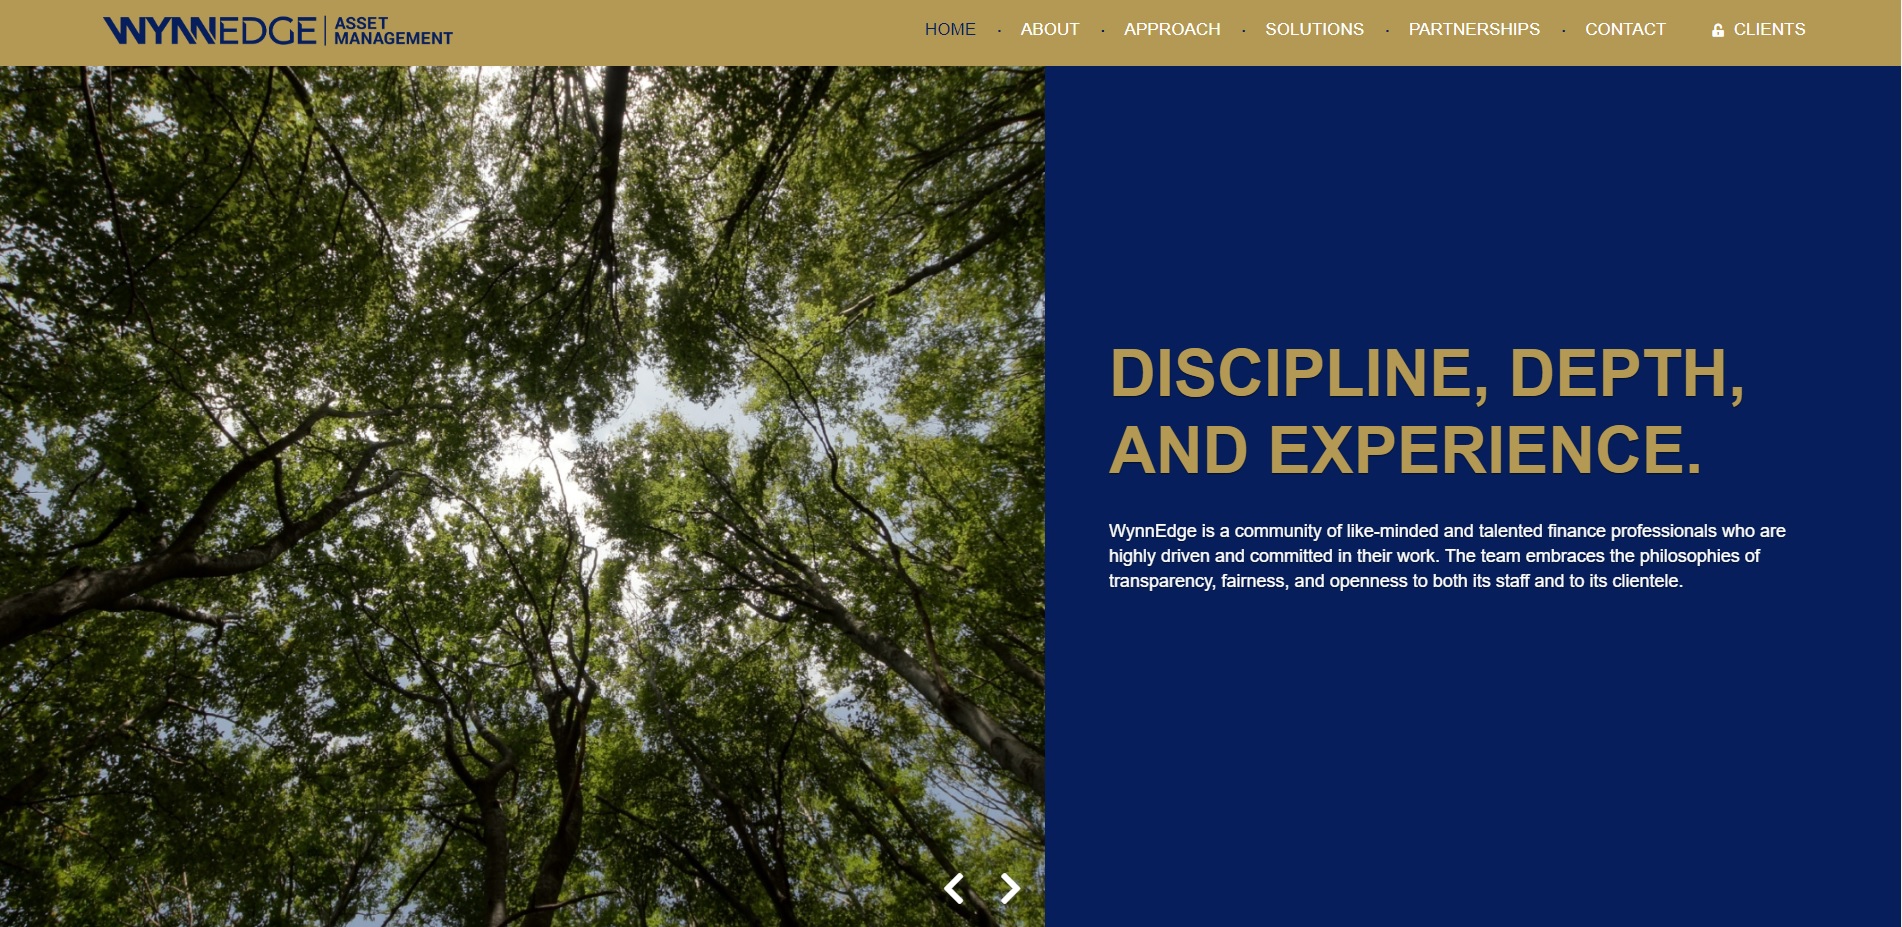 WYNNEDGE | ASSET MANAGEMENT
HOME · ABOUT · APPROACH · SOLUTIONS · PARTNERSHIPS · CONTACT CLIENTS
DISCIPLINE, DEPTH,
AND EXPERIENCE.
WynnEdge is a community of like-minded and talented finance professionals who are
highly driven and committed in their work. The team embraces the philosophies of
transparency, fairness, and openness to both its staff and to its clientele.